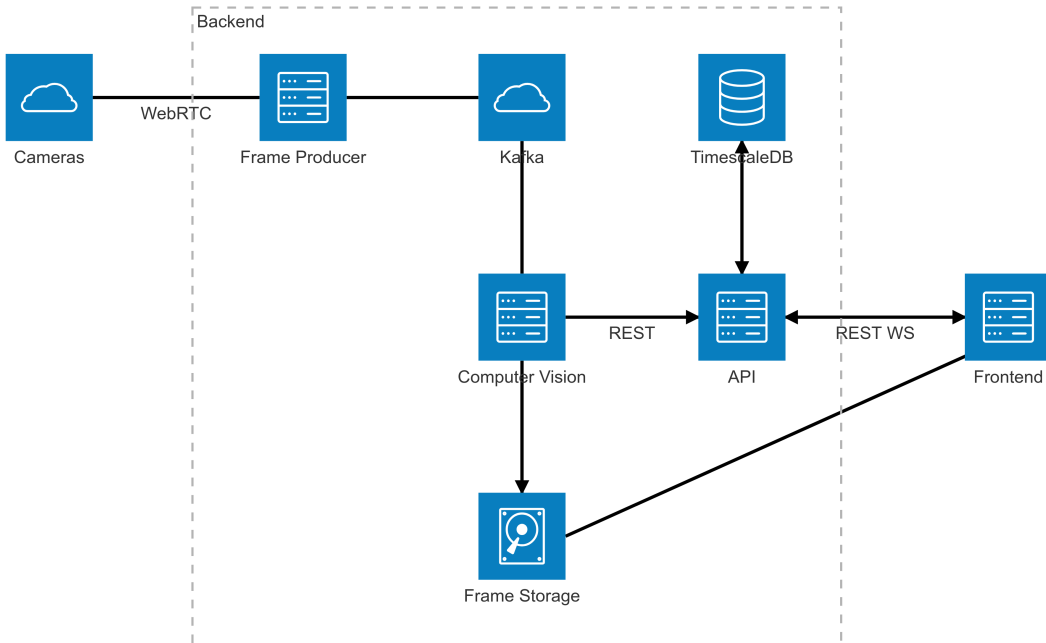 Backend
WebRTC
Cameras
Frame Producer
Kafka
TimescaleDB
REST
REST WS
Computer Vision
API
Frontend
Frame Storage